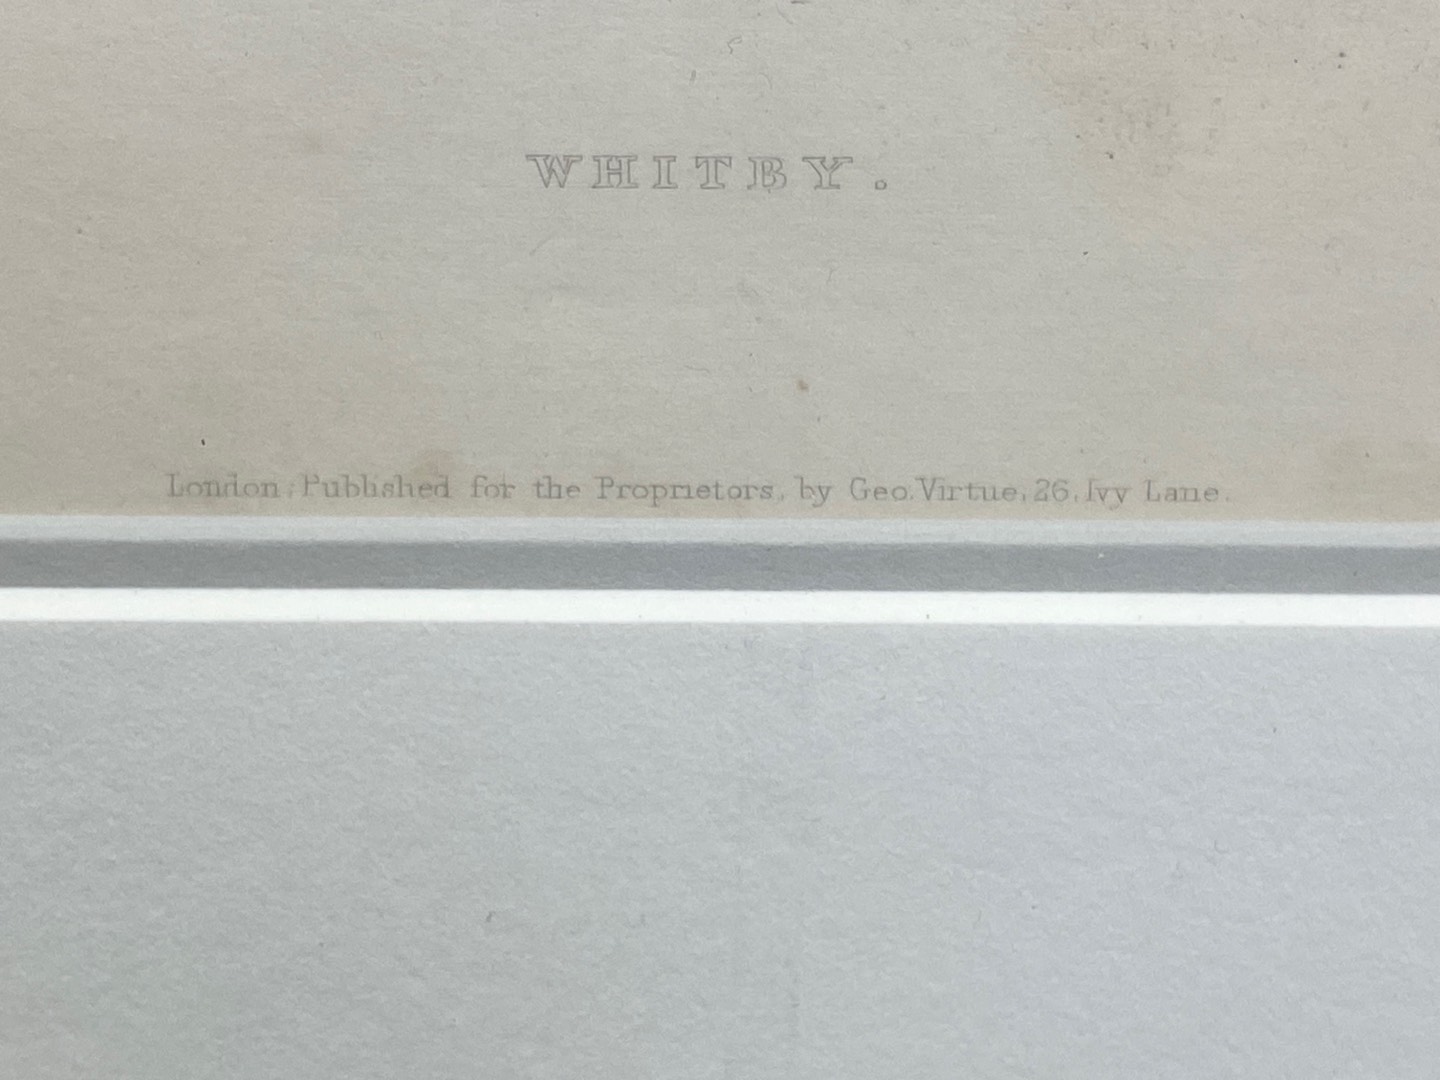 WHITBY.
London, Published for the Proprietors, by Geo. Virtue, 26, Ivy Lane.